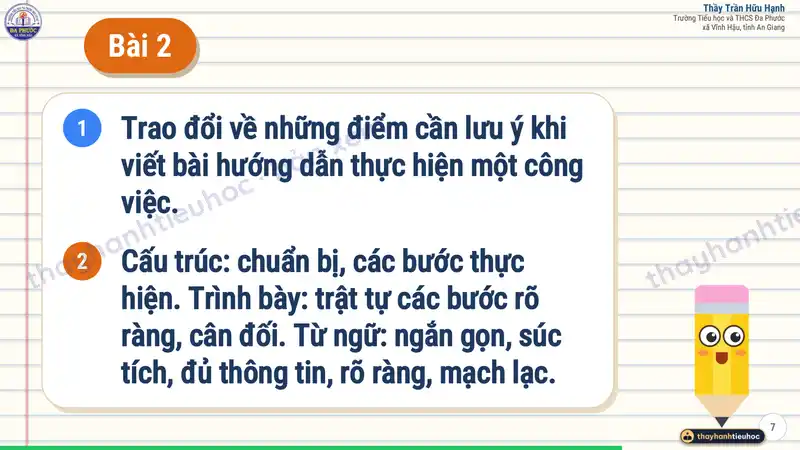 Thầy Trần Hữu Hạnh
Trường Tiểu học và THCS Đa Phước
xã Vĩnh Hậu, tỉnh An Giang
ĐA PHƯỚC
Bài 2
1
Trao đổi về những điểm cần lưu ý khi
viết bài hướng dẫn thực hiện một công
việc.
2
Cấu trúc: chuẩn bị, các bước thực
hiện. Trình bày: trật tự các bước rõ
ràng, cân đối. Từ ngữ: ngắn gọn, súc
tích, đủ thông tin, rõ ràng, mạch lạc.
thayhanhtieuhoc
7